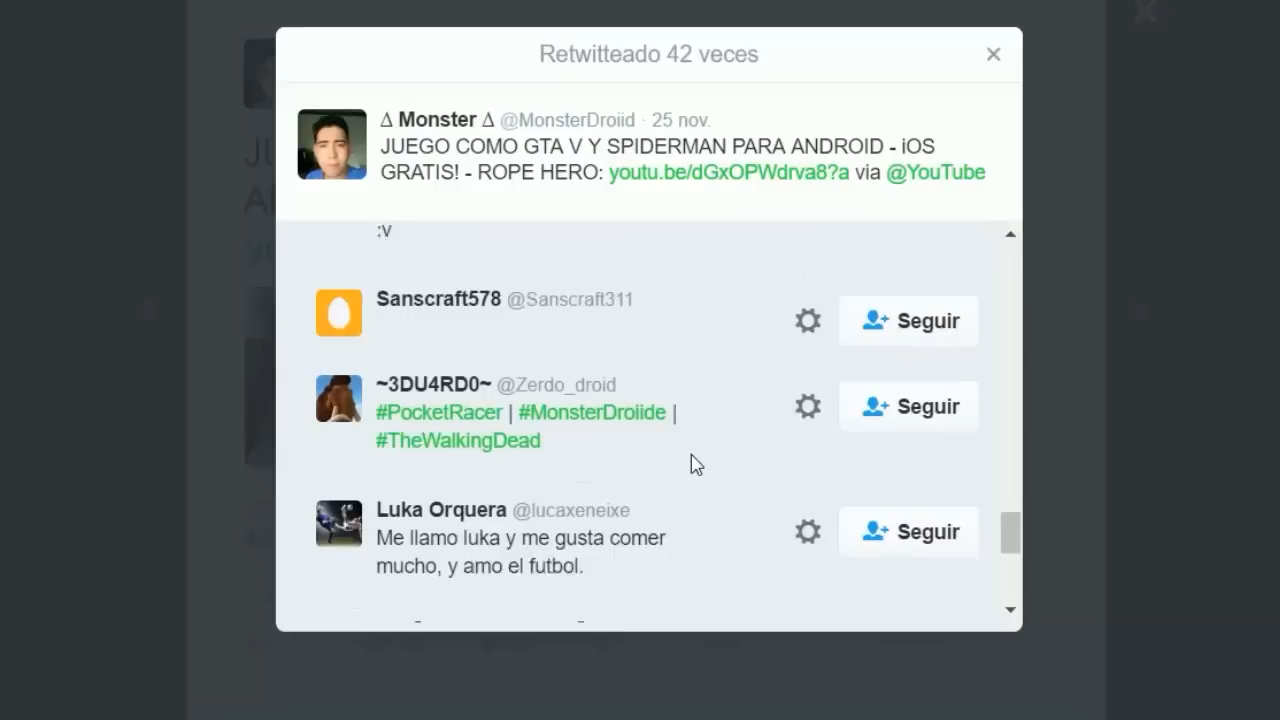 Retwitteado 42 veces
Δ Monster Δ @MonsterDroiid · 25 nov.
JUEGO COMO GTA V Y SPIDERMAN PARA ANDROID - iOS
GRATIS! - ROPE HERO: youtu.be/dGxOPWdrva8?a via @YouTube
:v
Sanscraft578 @Sanscraft311
Seguir
~3DU4RD0~ @Zerdo_droid
#PocketRacer | #MonsterDroiide |
#TheWalkingDead
Seguir
Luka Orquera @lucaxeneixe
Me llamo luka y me gusta comer
mucho, y amo el futbol.
Seguir